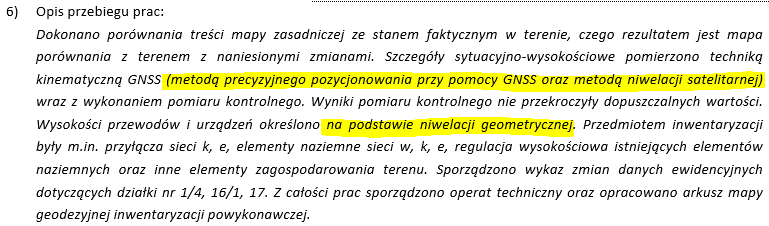 6) Opis przebiegu prac:
Dokonano porównania treści mapy zasadniczej ze stanem faktycznym w terenie, czego rezultatem jest mapa
porównania z terenem z naniesionymi zmianami. Szczegóły sytuacyjno-wysokościowe pomierzono techniką
kinematyczną GNSS (metodą precyzyjnego pozycjonowania przy pomocy GNSS oraz metodą niwelacji satelitarnej)
wraz z wykonaniem pomiaru kontrolnego. Wyniki pomiaru kontrolnego nie przekroczyły dopuszczalnych wartości.
Wysokości przewodów i urządzeń określono na podstawie niwelacji geometrycznej. Przedmiotem inwentaryzacji
były m.in. przyłącza sieci k, e, elementy naziemne sieci w, k, e, regulacja wysokościowa istniejących elementów
naziemnych oraz inne elementy zagospodarowania terenu. Sporządzono wykaz zmian danych ewidencyjnych
dotyczących działki nr 1/4, 16/1, 17. Z całości prac sporządzono operat techniczny oraz opracowano arkusz mapy
geodezyjnej inwentaryzacji powykonawczej.